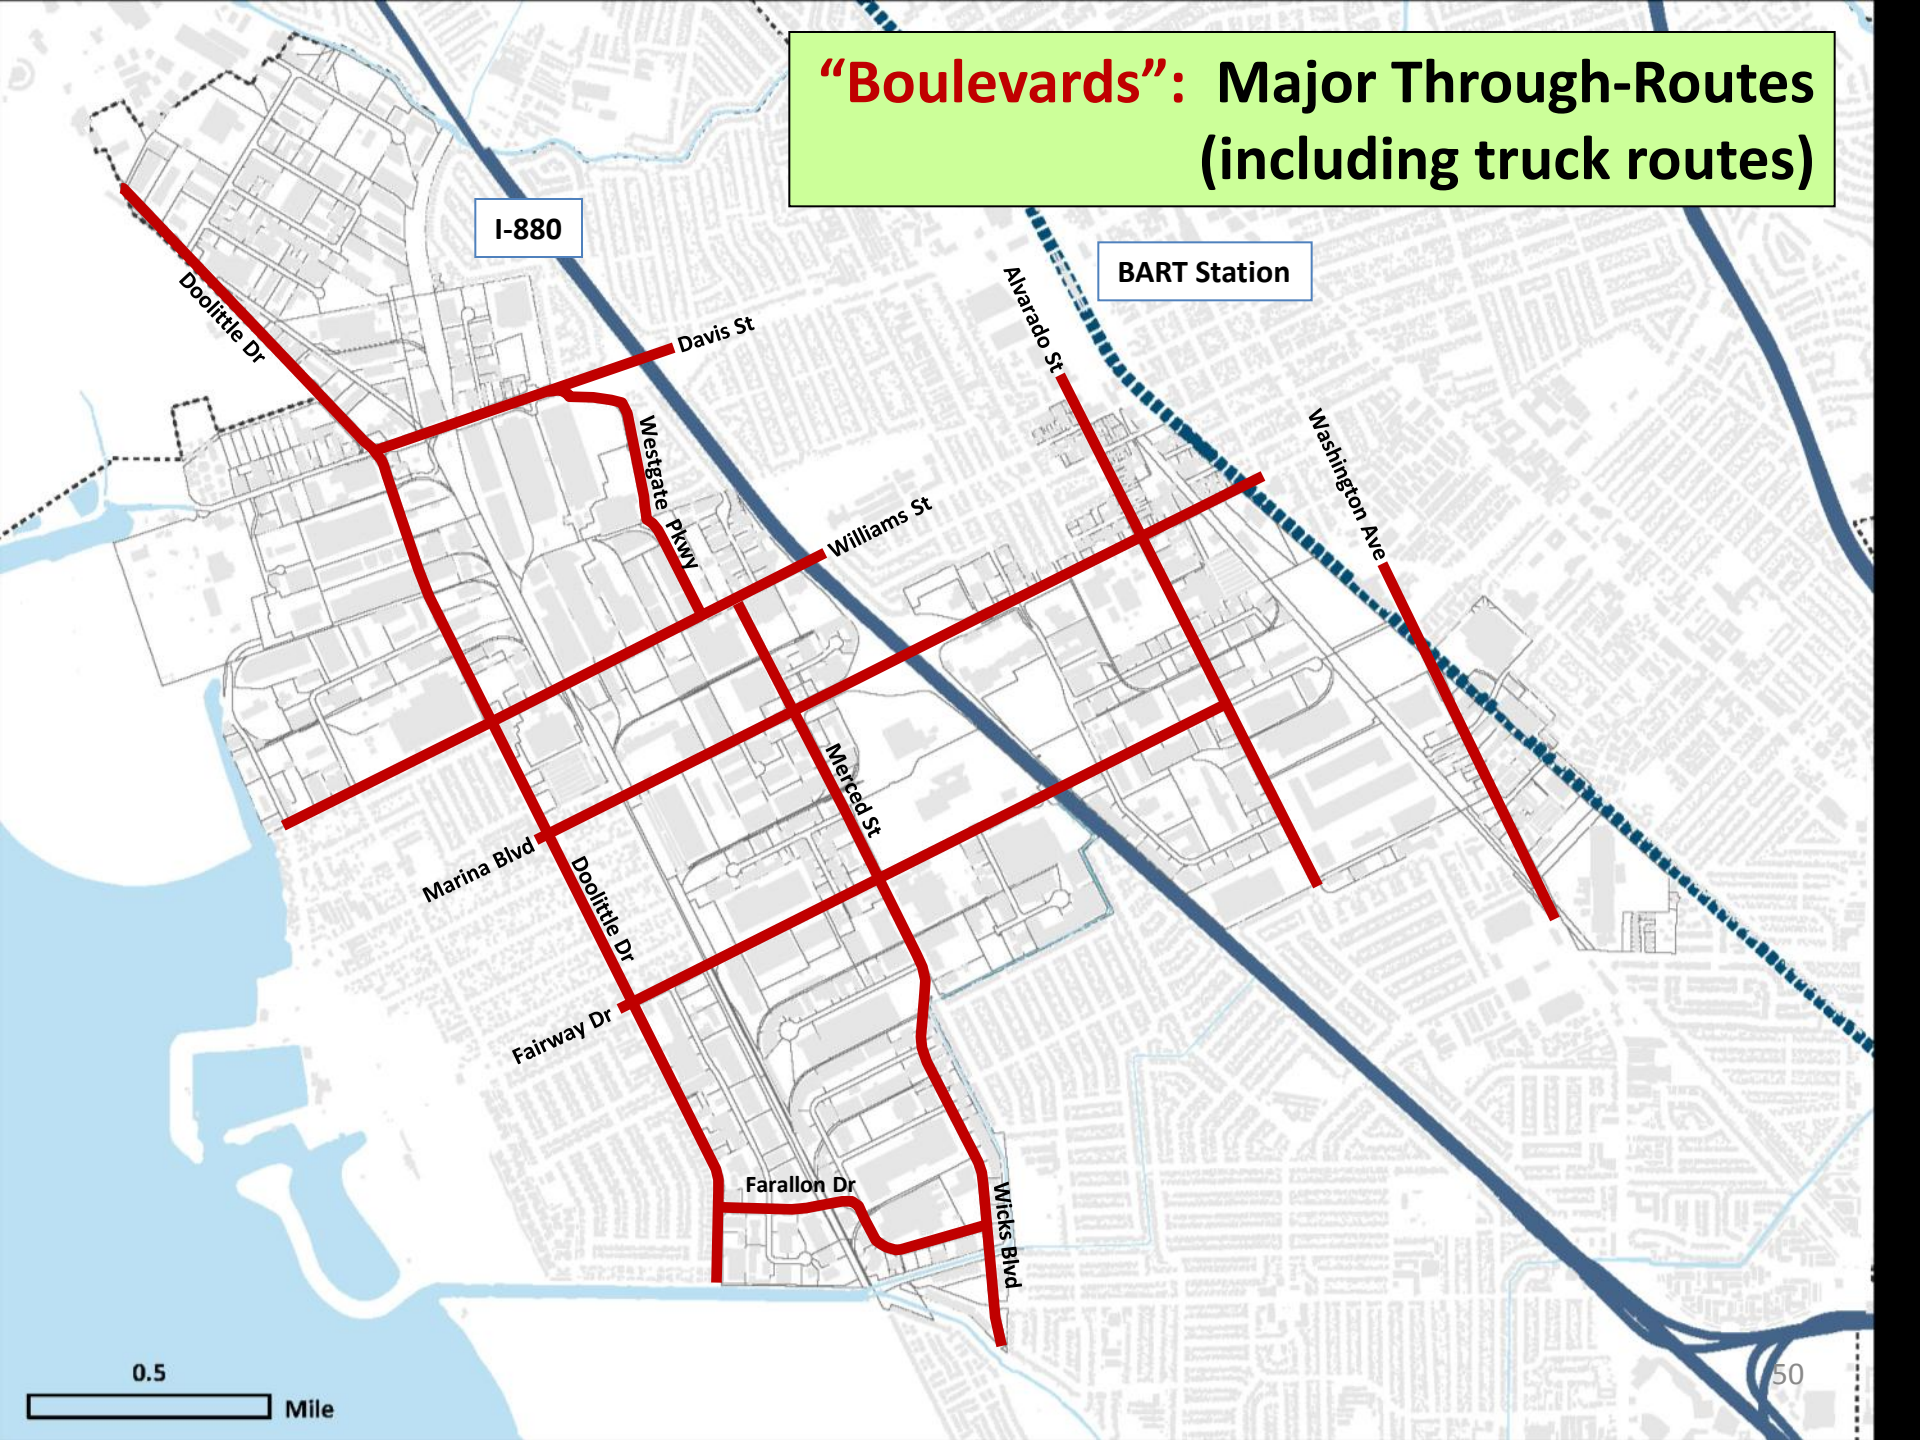 “Boulevards”: Major Through-Routes
(including truck routes)
I-880
BART Station
Doolittle Dr
Davis St
Alvarado St
Westgate Pkwy
Washington Ave
Williams St
Merced St
Marina Blvd
Doolittle Dr
Fairway Dr
Farallon Dr
Wicks Blvd
0.5
Mile
50